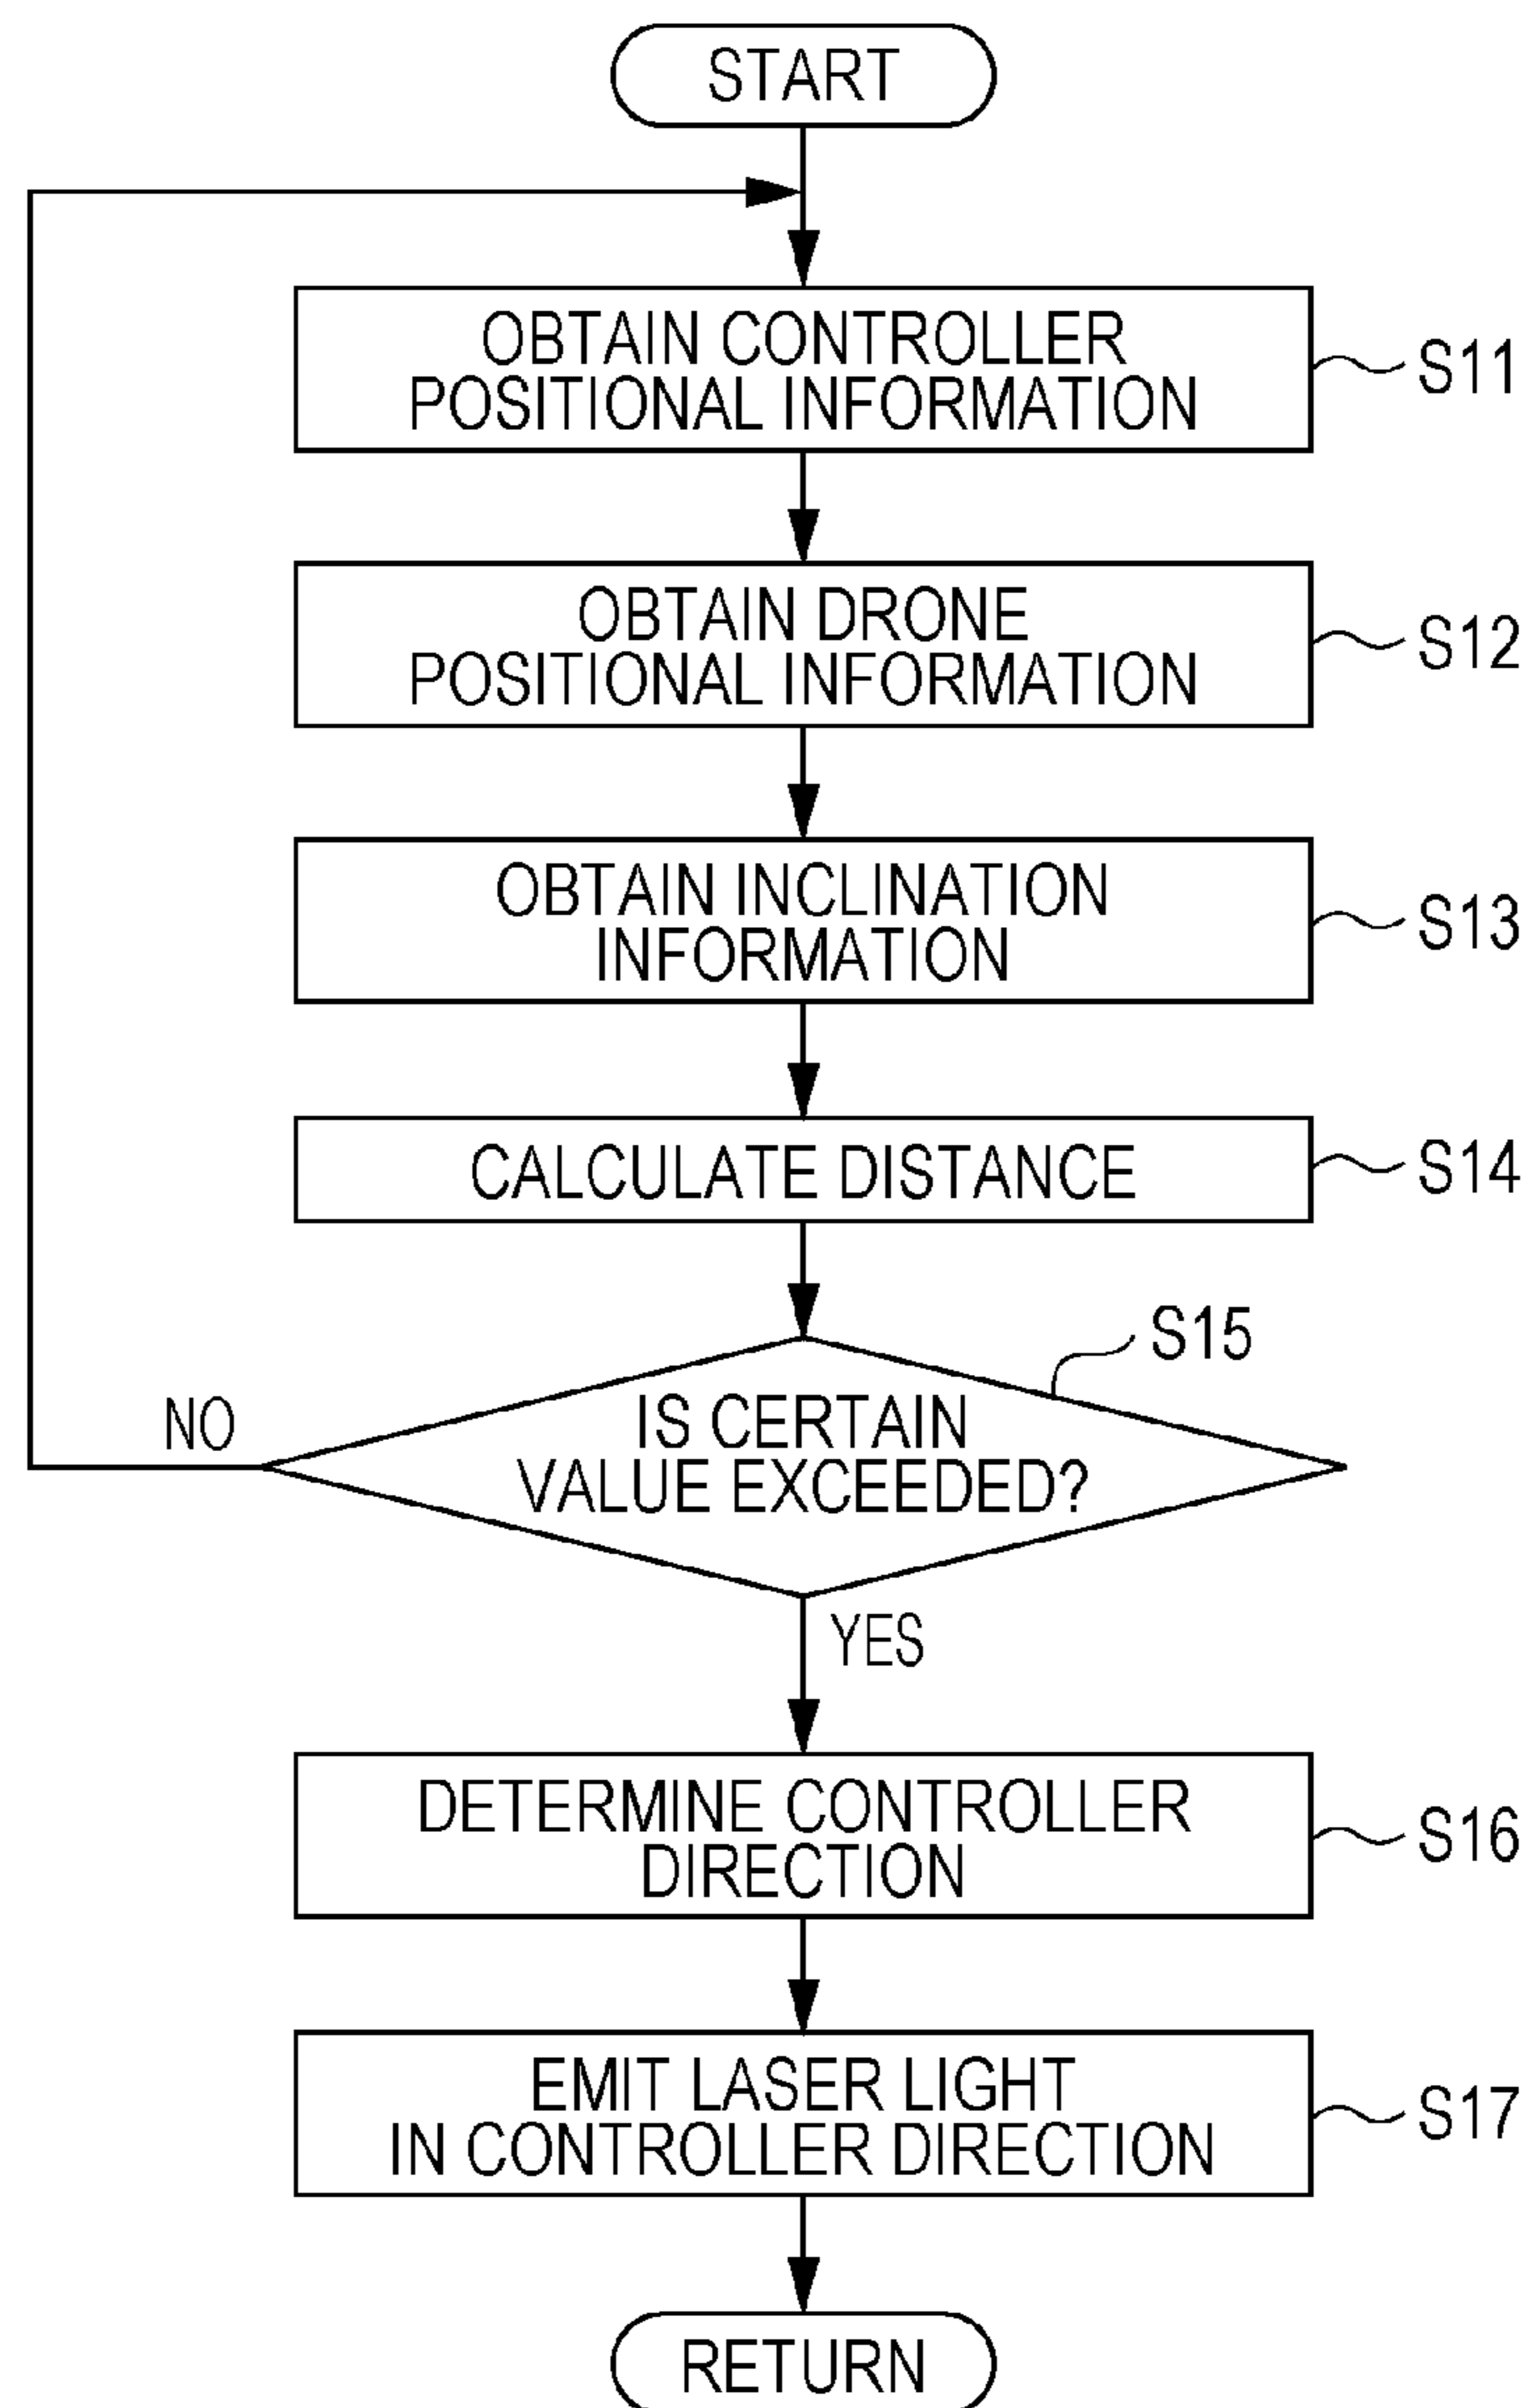 START
OBTAIN CONTROLLER
POSITIONAL INFORMATION
S11
OBTAIN DRONE
POSITIONAL INFORMATION
S12
OBTAIN INCLINATION
INFORMATION
S13
CALCULATE DISTANCE
S14
S15
IS CERTAIN
VALUE EXCEEDED?
NO
YES
DETERMINE CONTROLLER
DIRECTION
S16
EMIT LASER LIGHT
IN CONTROLLER DIRECTION
S17
RETURN